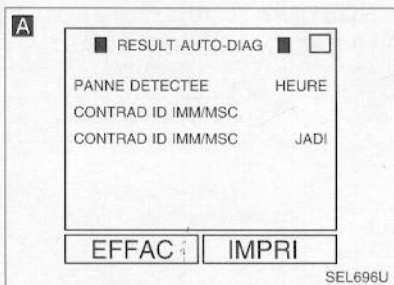 A
RESULT AUTO-DIAG
PANNE DETECTEE HEURE
CONTRAD ID IMM/MSC
CONTRAD ID IMM/MSC JADI
EFFAC IMPRI
SEL696U